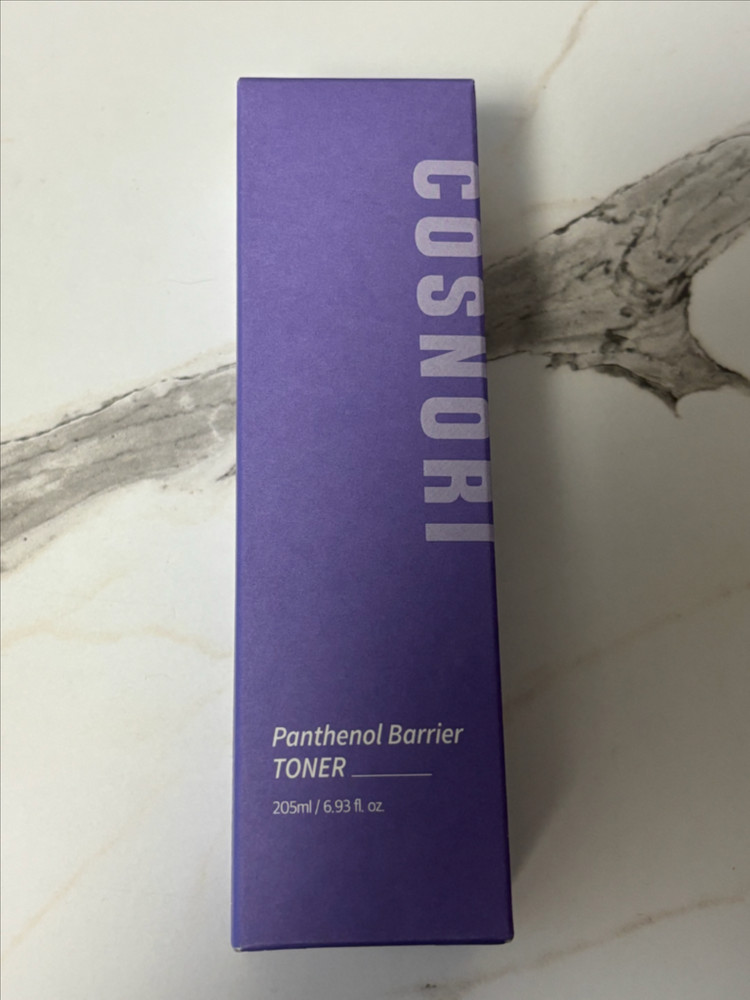 COSNORI
Panthenol Barrier
TONER
205ml / 6.93 fl. oz.